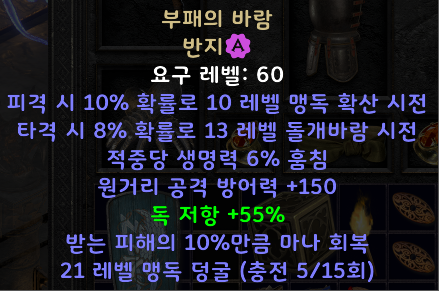 부패의 바람
반지 A
요구 레벨: 60
피격 시 10% 확률로 10 레벨 맹독 확산 시전
타격 시 8% 확률로 13 레벨 돌개바람 시전
적중당 생명력 6% 훔침
원거리 공격 방어력 +150
독 저항 +55%
받는 피해의 10%만큼 마나 회복
21 레벨 맹독 덩굴 (충전 5/15회)